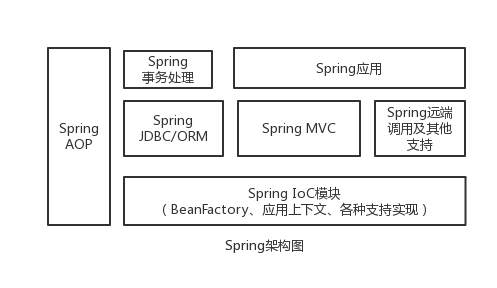 Spring
AOP
Spring
事务处理
Spring应用
Spring
JDBC/ORM
Spring MVC
Spring远端
调用及其他
支持
Spring IoC模块
（BeanFactory、应用上下文、各种支持实现）
Spring架构图